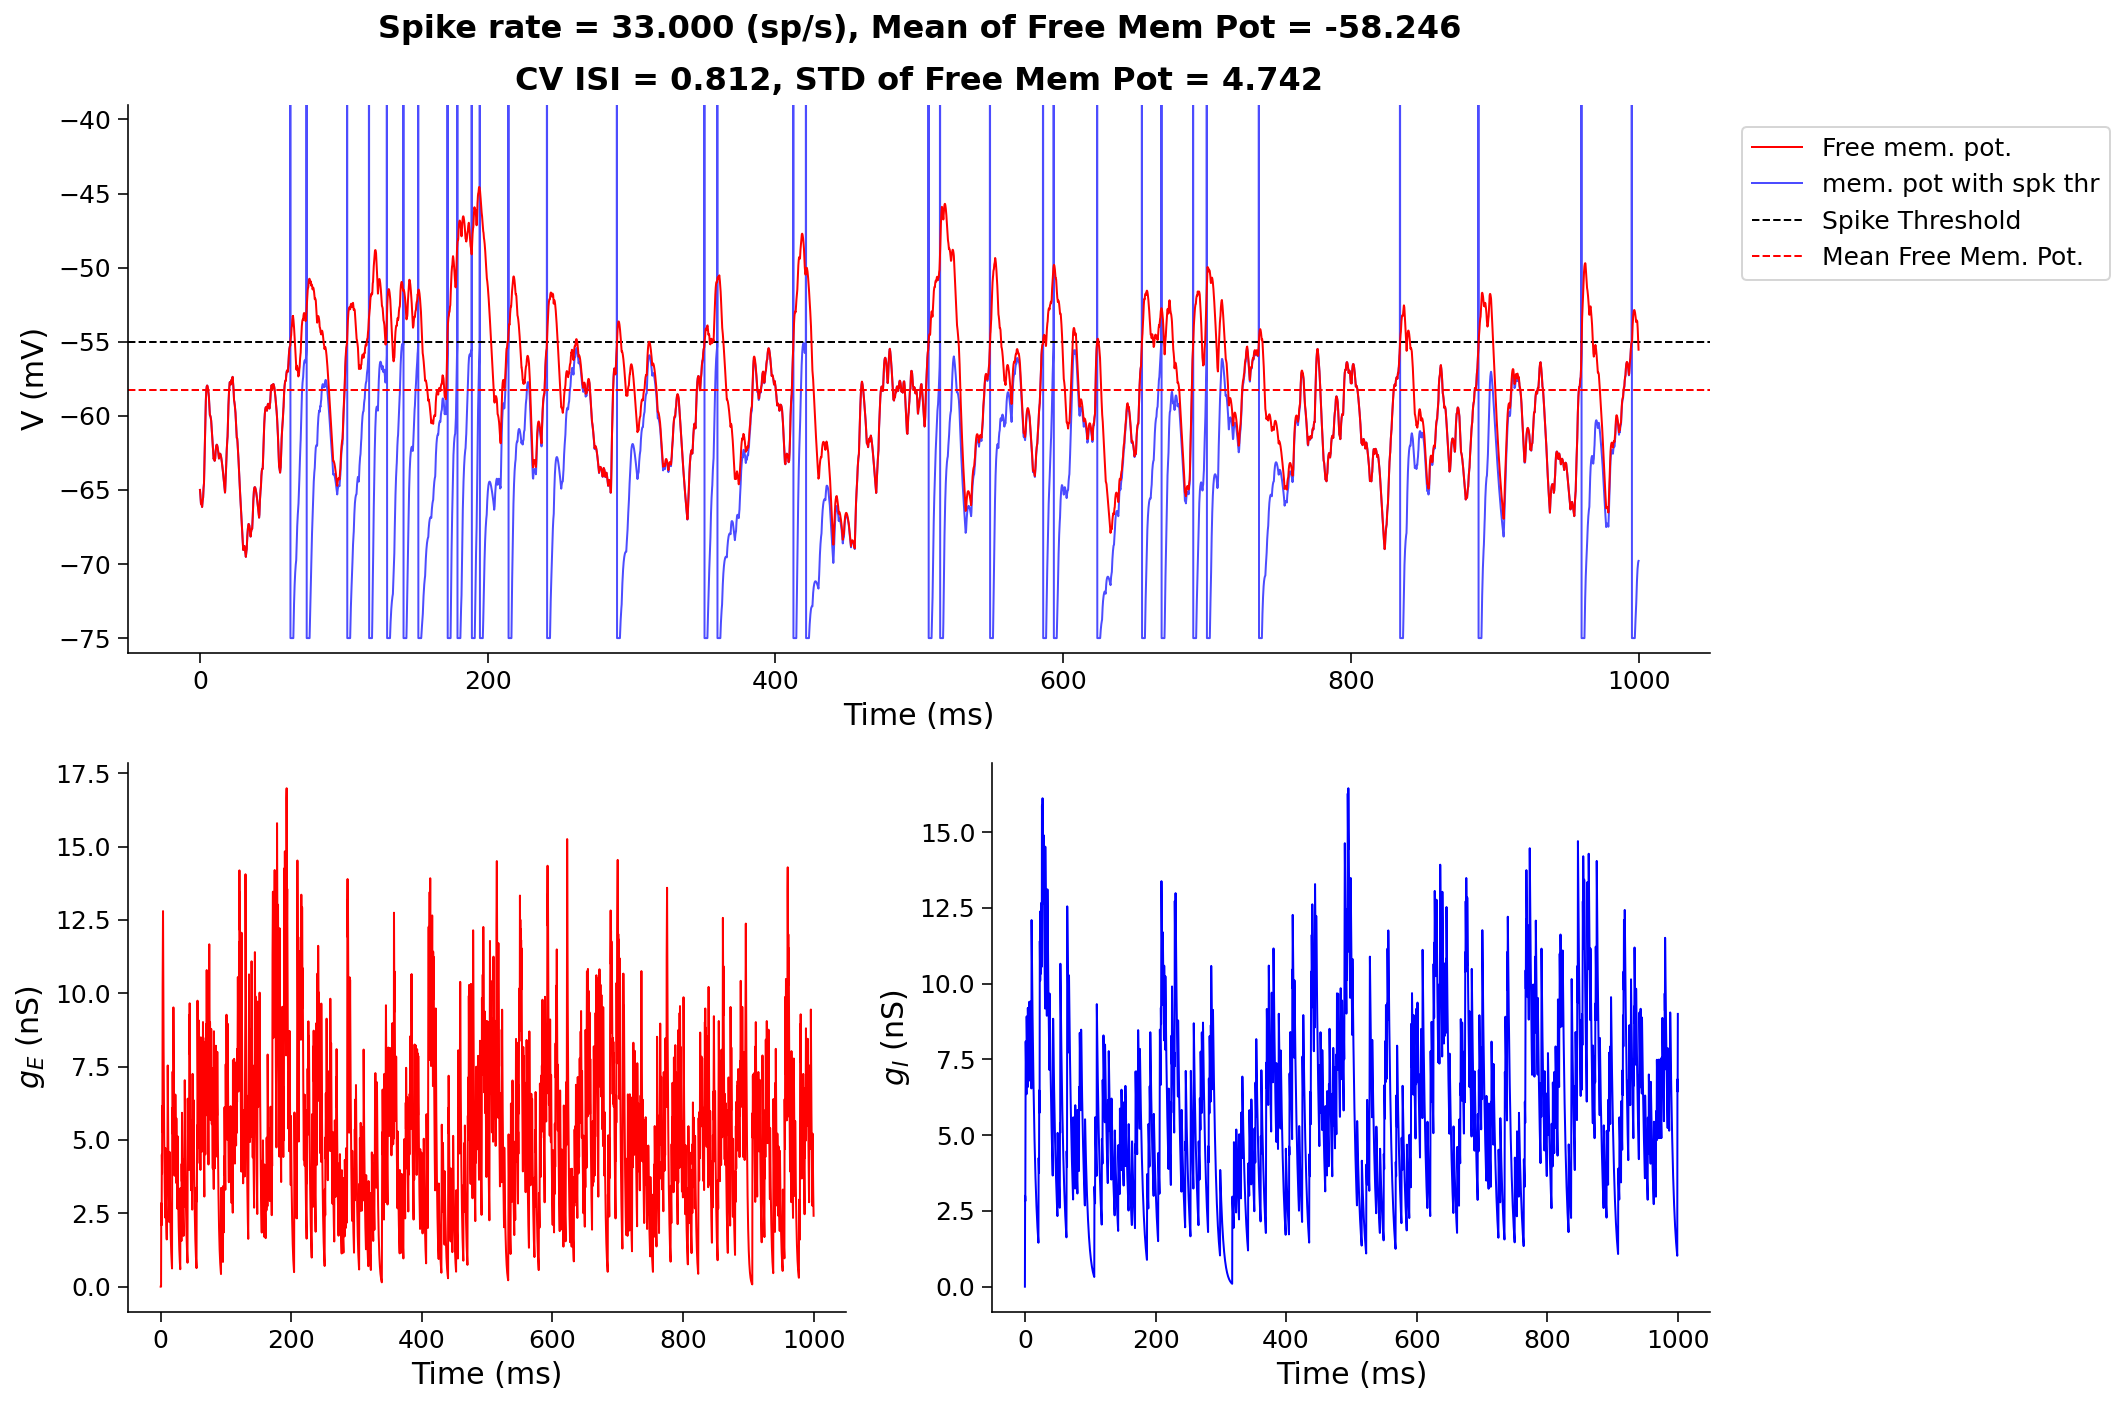 Spike rate = 33.000 (sp/s), Mean of Free Mem Pot = -58.246
CV ISI = 0.812, STD of Free Mem Pot = 4.742
V (mV)
−40
−45
−50
−55
−60
−65
−70
−75
0 200 400 600 800 1000
Time (ms)
Free mem. pot.
mem. pot with spk thr
Spike Threshold
Mean Free Mem. Pot.
g_E (nS)
17.5
15.0
12.5
10.0
7.5
5.0
2.5
0.0
0 200 400 600 800 1000
Time (ms)
g_I (nS)
15.0
12.5
10.0
7.5
5.0
2.5
0.0
0 200 400 600 800 1000
Time (ms)